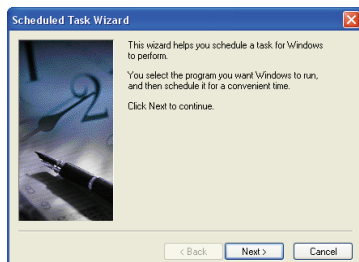 Scheduled Task Wizard
This wizard helps you schedule a task for Windows
to perform.
You select the program you want Windows to run,
and then schedule it for a convenient time.
Click Next to continue.
2
< Back
Next >
Cancel